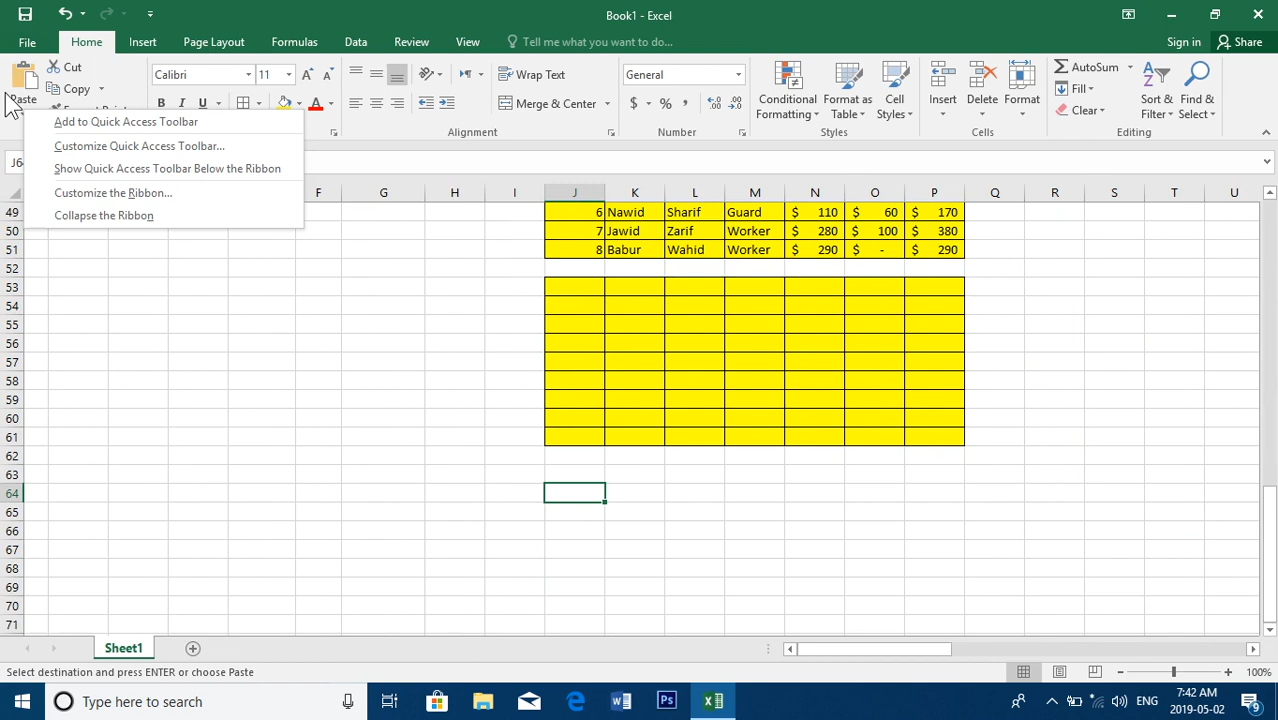 Book1 - Excel
File Home Insert Page Layout Formulas Data Review View Tell me what you want to do... Sign in Share
Paste Cut Copy
Calibri 11 B I U A
Wrap Text Merge & Center Alignment
General $ % , Number
Conditional Formatting Format as Table Cell Styles Styles
Insert Delete Format Cells
AutoSum Fill Clear Sort & Filter Find & Select Editing
Add to Quick Access Toolbar
Customize Quick Access Toolbar...
Show Quick Access Toolbar Below the Ribbon
Customize the Ribbon...
Collapse the Ribbon
F G H I J K L M N O P Q R S T U
49 6 Nawid Sharif Guard $ 110 $ 60 $ 170
50 7 Jawid Zarif Worker $ 280 $ 100 $ 380
51 8 Babur Wahid Worker $ 290 $ - $ 290
52
53
54
55
56
57
58
59
60
61
62
63
64
65
66
67
68
69
70
71
Sheet1
Select destination and press ENTER or choose Paste 100%
Type here to search W Ps X ENG 7:42 AM
2019-05-02 9